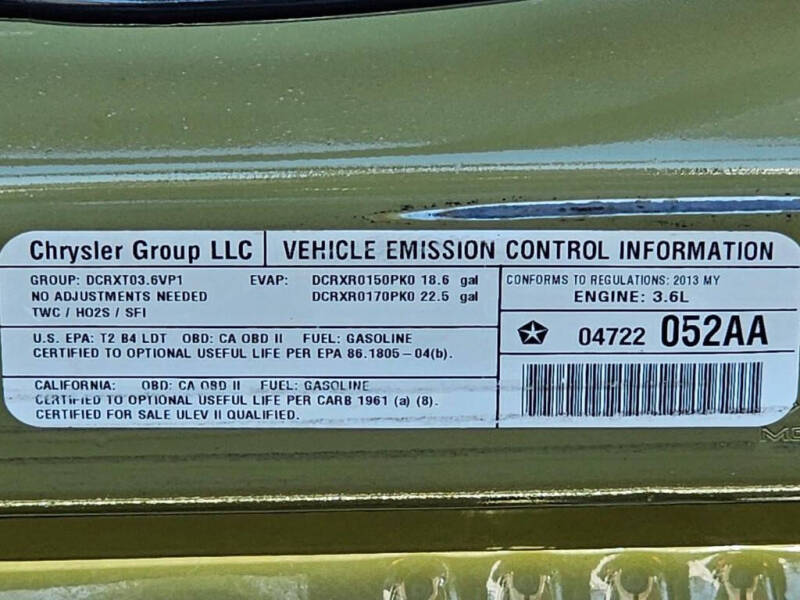 Chrysler Group LLC | VEHICLE EMISSION CONTROL INFORMATION
GROUP: DCRXT03.6VP1 EVAP: DCRXR0150PK0 18.6 gal
NO ADJUSTMENTS NEEDED DCRXR0170PK0 22.5 gal
TWC / HO2S / SFI
U.S. EPA: T2 B4 LDT OBD: CA OBD II FUEL: GASOLINE
CERTIFIED TO OPTIONAL USEFUL LIFE PER EPA 86.1805-04(b).
CALIFORNIA: OBD: CA OBD II FUEL: GASOLINE
CERTIFIED TO OPTIONAL USEFUL LIFE PER CARB 1961 (a) (8).
CERTIFIED FOR SALE ULEV II QUALIFIED.
CONFORMS TO REGULATIONS: 2013 MY
ENGINE: 3.6L
04722 052AA